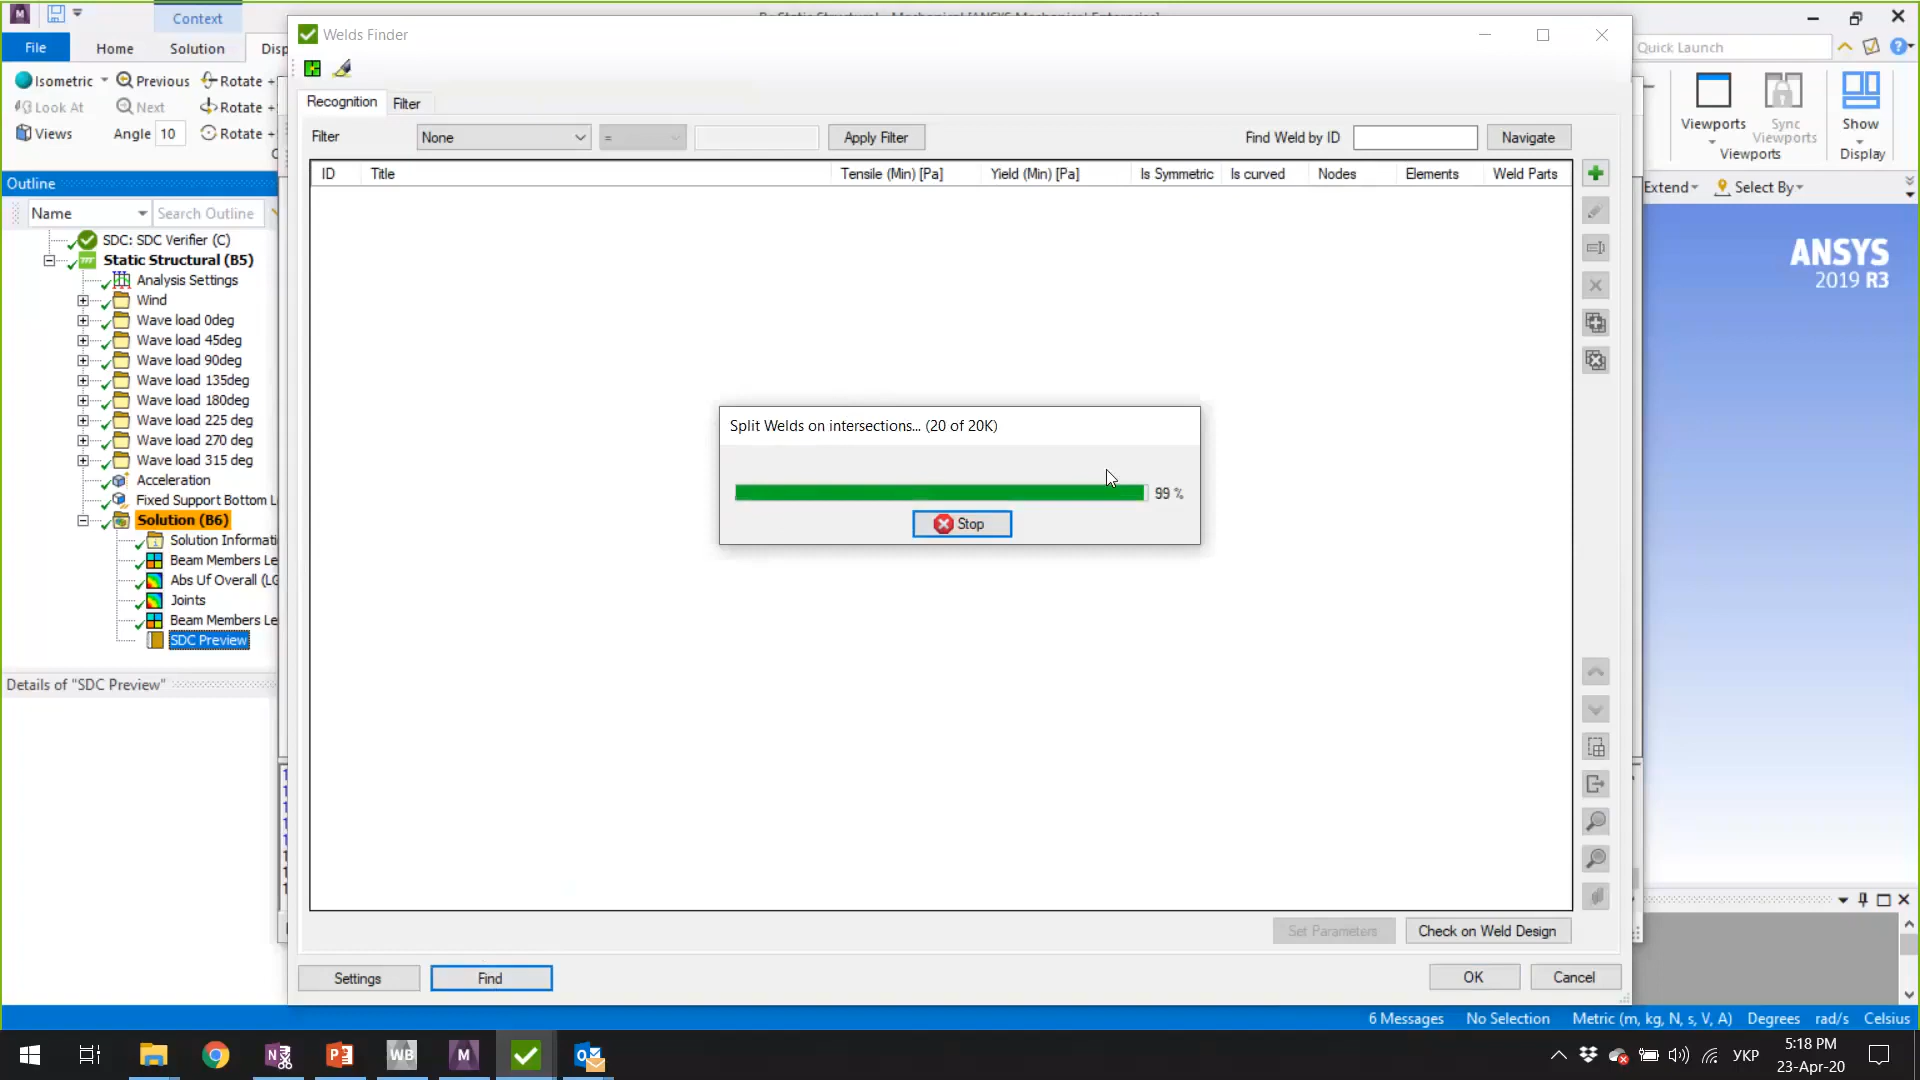 Context
Welds Finder
File
Home
Solution
Quick Launch
Isometric
Previous
Rotate +
Look At
Next
Rotate +
Views
Angle 10
Rotate +
Recognition
Filter
Filter
None
=
Apply Filter
Find Weld by ID
Navigate
ID
Title
Tensile (Min) [Pa]
Yield (Min) [Pa]
Is Symmetric
Is curved
Nodes
Elements
Weld Parts
Viewports
Sync
Viewports
Show
Viewports
Display
Extend
Select By
ANSYS
2019 R3
Outline
Name
Search Outline
SDC: SDC Verifier (C)
Static Structural (B5)
Analysis Settings
Wind
Wave load 0deg
Wave load 45deg
Wave load 90deg
Wave load 135deg
Wave load 180deg
Wave load 225 deg
Wave load 270 deg
Wave load 315 deg
Acceleration
Fixed Support Bottom L
Solution (B6)
Solution Informati
Beam Members Le
Abs Uf Overall (LG
Joints
Beam Members Le
SDC Preview
Details of "SDC Preview"
Split Welds on intersections... (20 of 20K)
99 %
Stop
Set Parameters
Check on Weld Design
Settings
Find
OK
Cancel
6 Messages
No Selection
Metric (m, kg, N, s, V, A)
Degrees
rad/s
Celsius
WB
M
УКР
5:18 PM
23-Apr-20